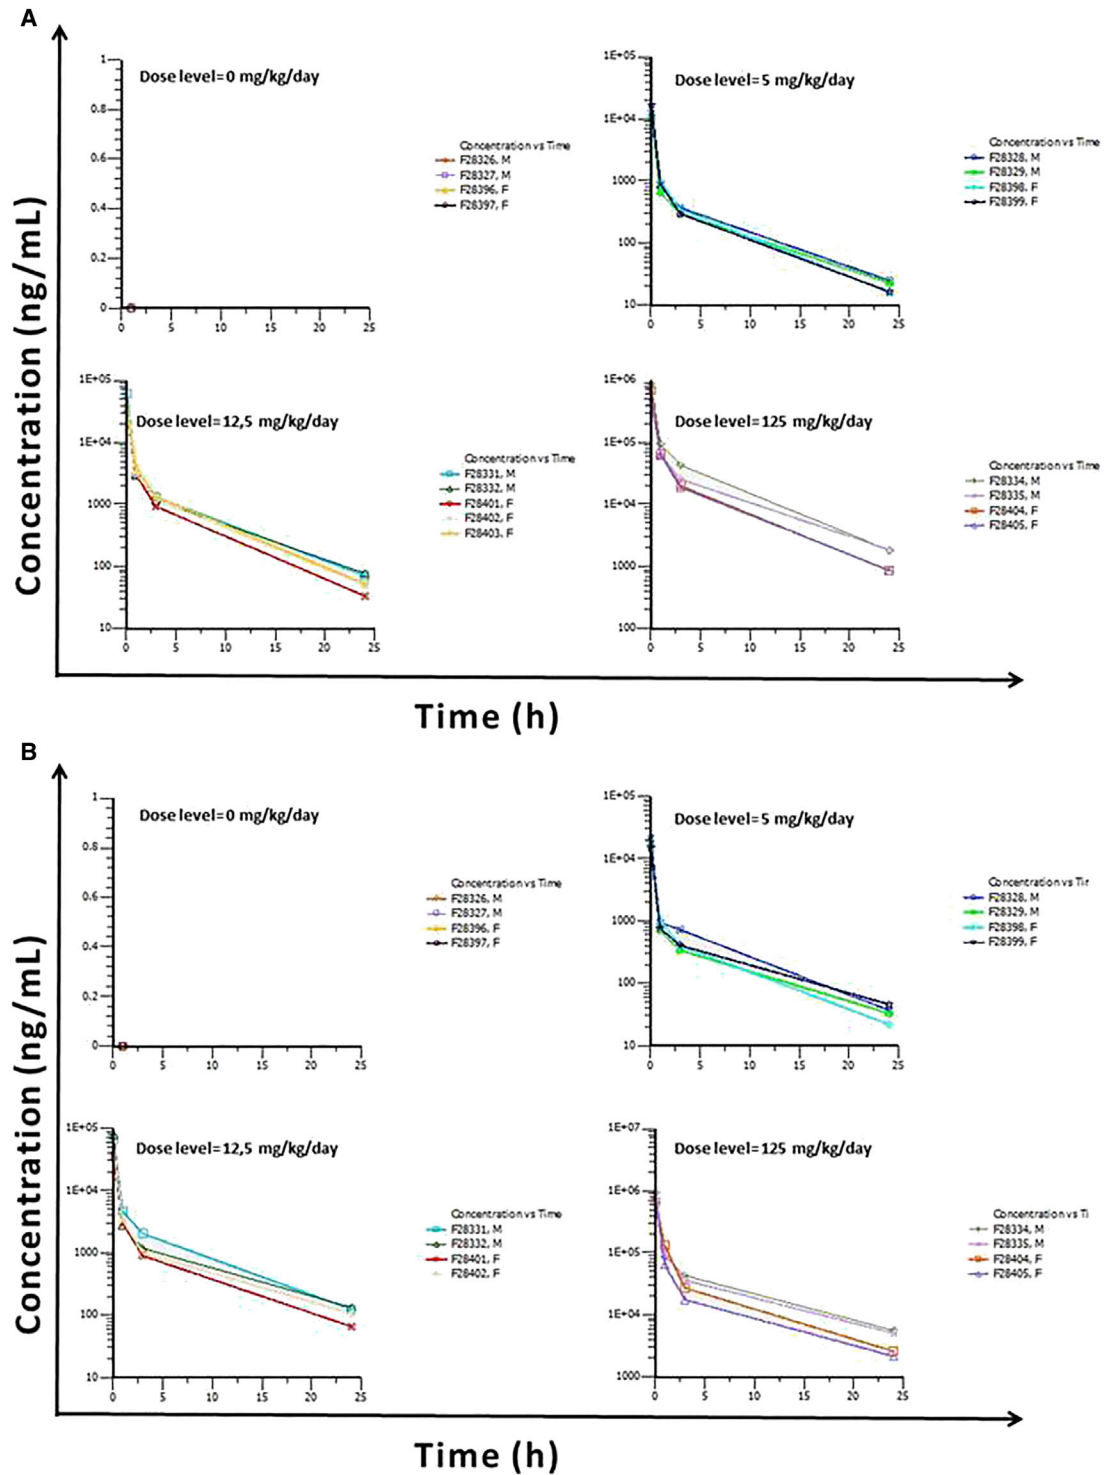 A
Concentration (ng/mL)
Dose level=0 mg/kg/day
1
0.8
0.6
0.4
0.2
0
0 5 10 15 20 25
Concentration vs Time
F28326, M
F28327, M
F28396, F
F28397, F
Dose level=5 mg/kg/day
1E+05
1E+04
1000
100
10
0 5 10 15 20 25
Concentration vs Time
F28328, M
F28329, M
F28398, F
F28399, F
Dose level=12,5 mg/kg/day
1E+05
1E+04
1000
100
10
0 5 10 15 20 25
Concentration vs Time
F28331, M
F28332, M
F28401, F
F28402, F
F28403, F
Dose level=125 mg/kg/day
1E+06
1E+05
1E+04
1000
100
0 5 10 15 20 25
Concentration vs Time
F28334, M
F28335, M
F28404, F
F28405, F
Time (h)
B
Concentration (ng/mL)
Dose level=0 mg/kg/day
1
0.8
0.6
0.4
0.2
0
0 5 10 15 20 25
Concentration vs Time
F28326, M
F28327, M
F28396, F
F28397, F
Dose level=5 mg/kg/day
1E+05
1E+04
1000
100
10
0 5 10 15 20 25
Concentration vs Tir
F28328, M
F28329, M
F28398, F
F28399, F
Dose level=12,5 mg/kg/day
1E+05
1E+04
1000
100
10
0 5 10 15 20 25
Concentration vs Time
F28331, M
F28332, M
F28401, F
F28402, F
Dose level=125 mg/kg/day
1E+07
1E+06
1E+05
1E+04
1000
0 5 10 15 20 25
Concentration vs Ti
F28334, M
F28335, M
F28404, F
F28405, F
Time (h)